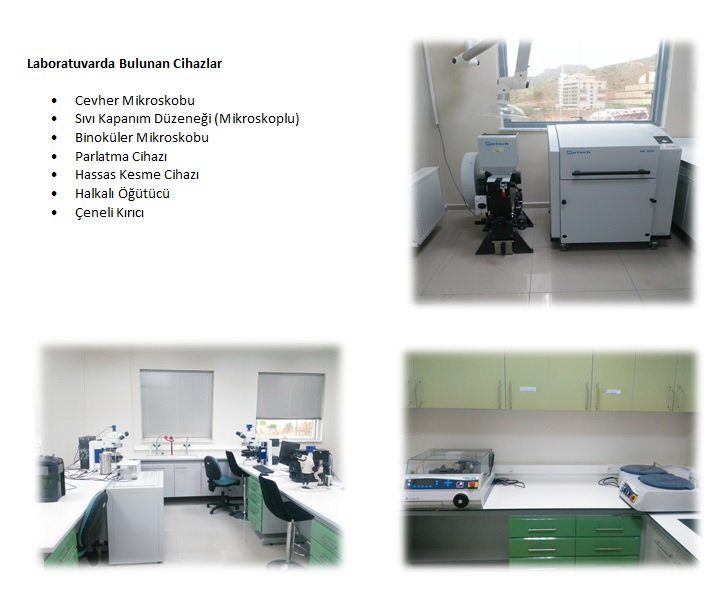 Laboratuvarda Bulunan Cihazlar
• Cevher Mikroskobu
• Sıvı Kapanım Düzeneği (Mikroskoplu)
• Binoküler Mikroskobu
• Parlatma Cihazı
• Hassas Kesme Cihazı
• Halkalı Öğütücü
• Çeneli Kırıcı